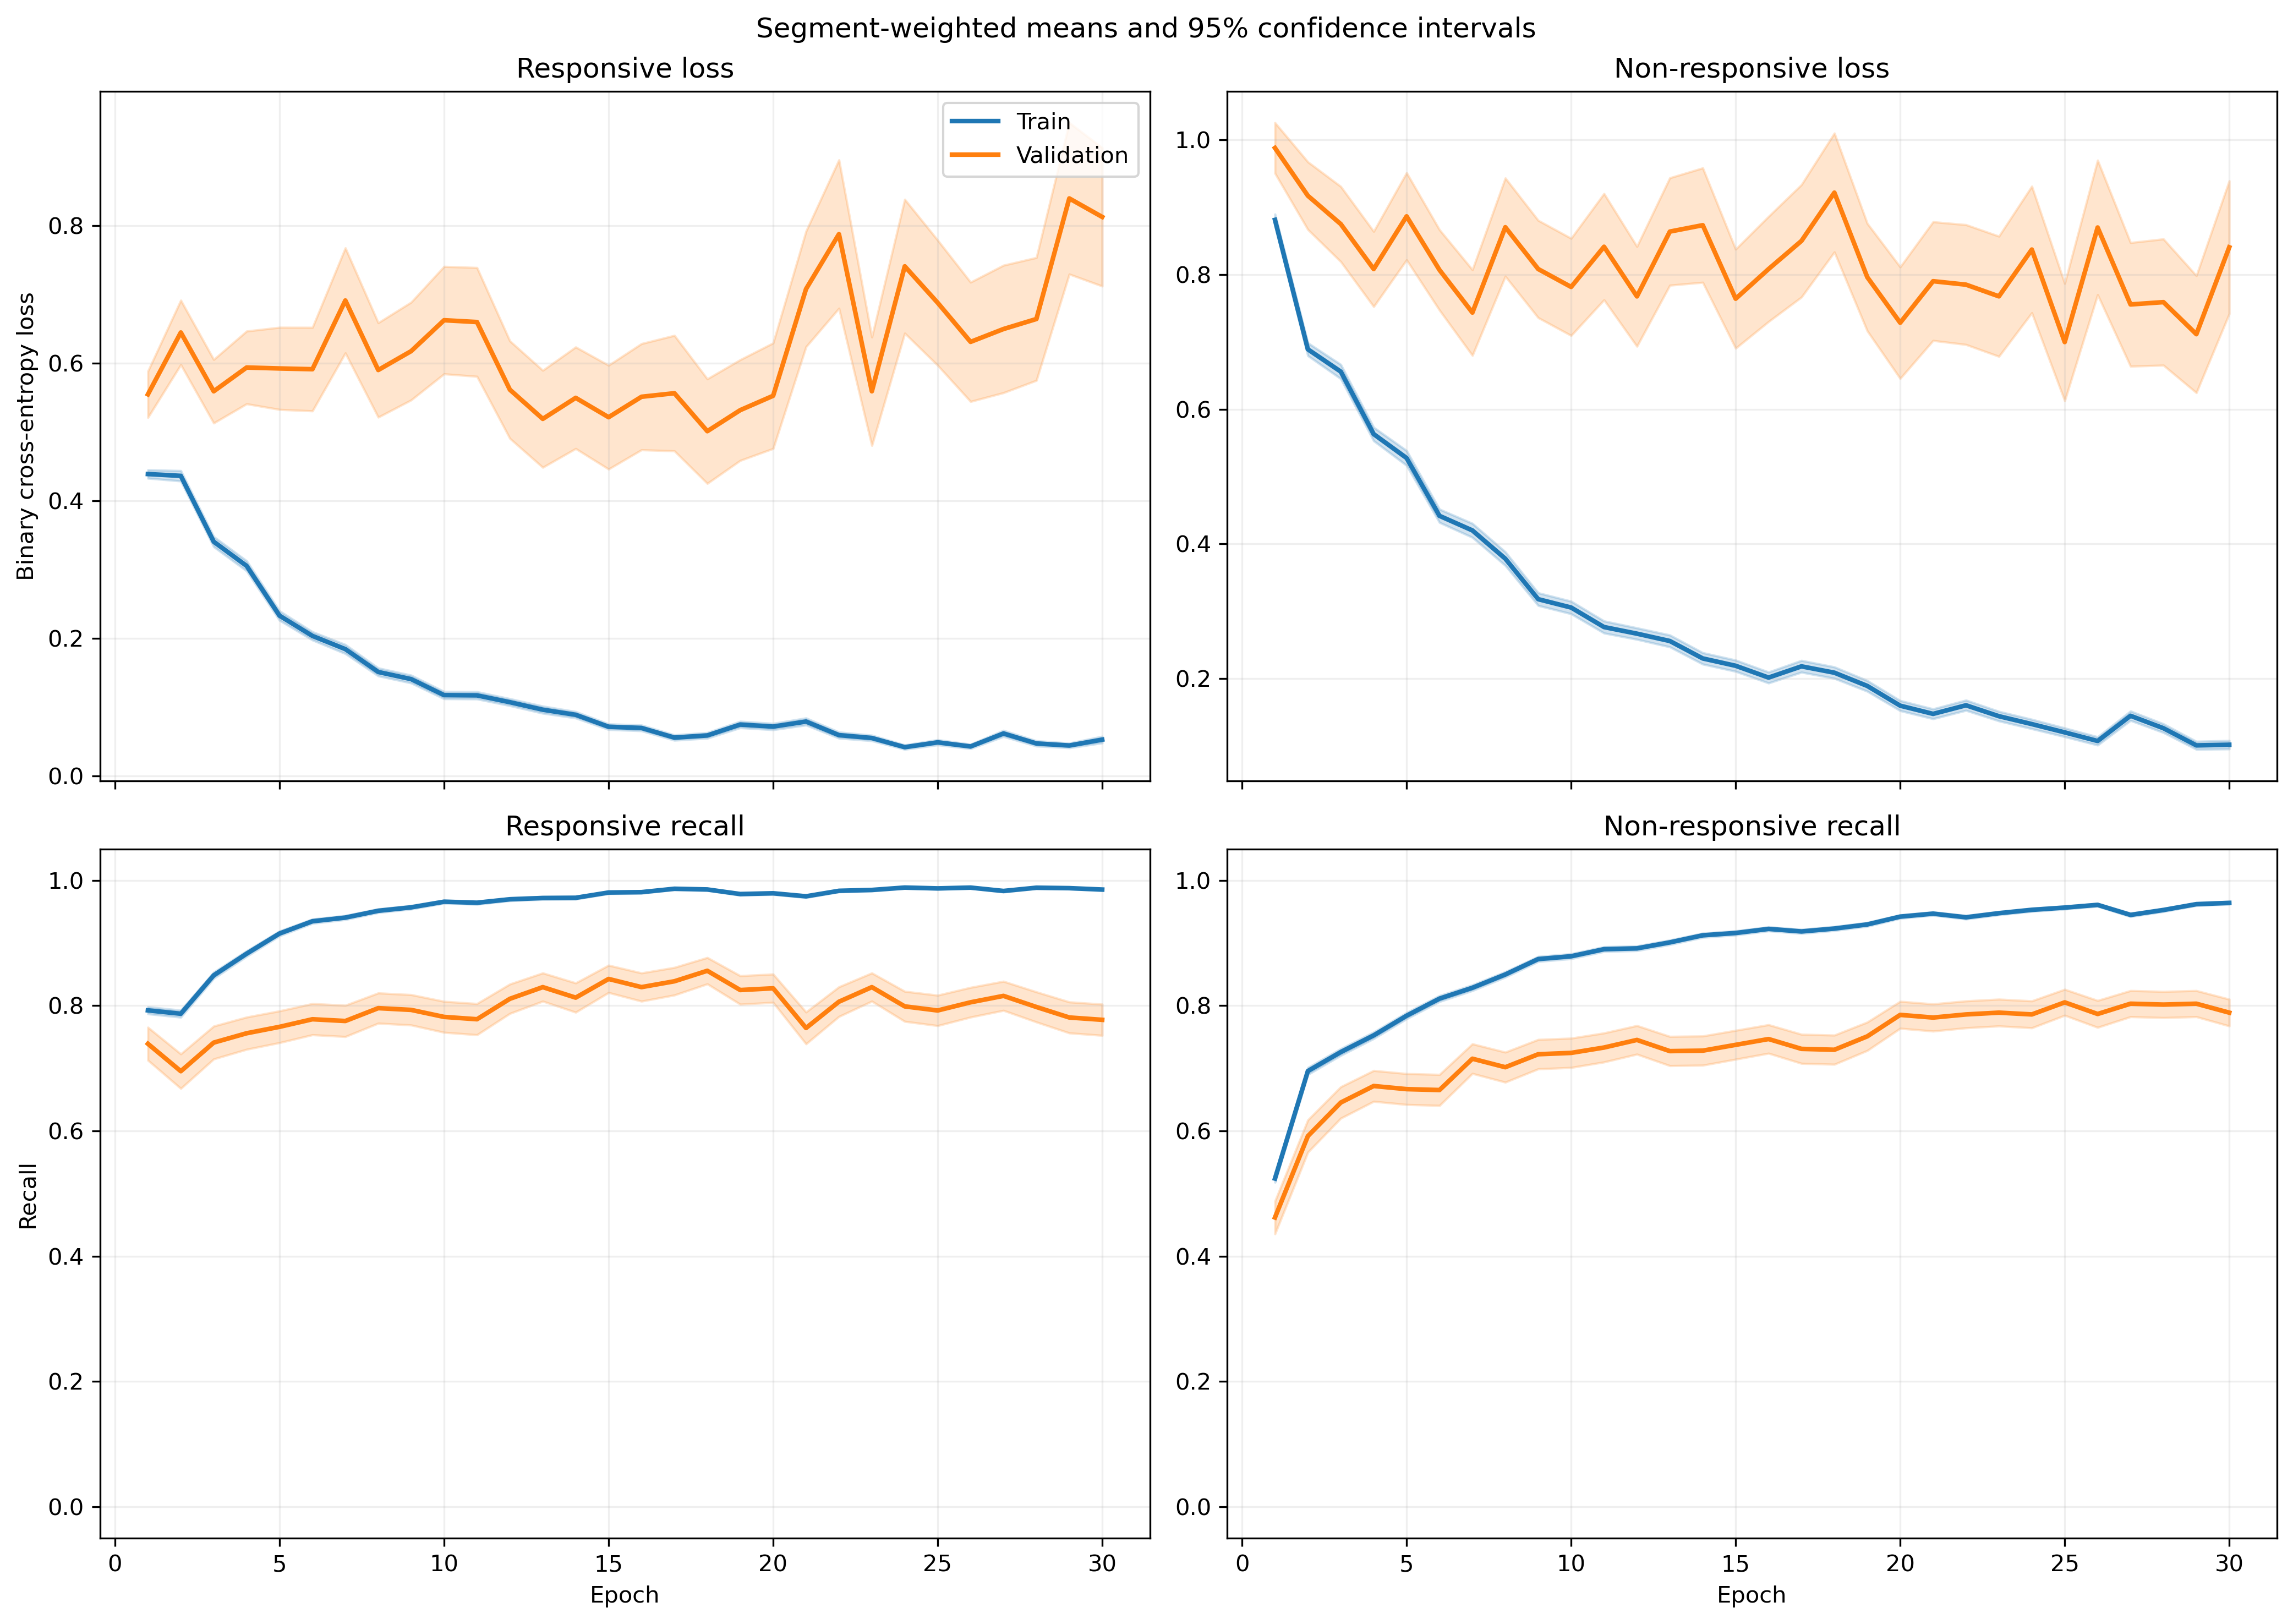 Segment-weighted means and 95% confidence intervals
Responsive loss
Non-responsive loss
Train
Validation
Binary cross-entropy loss
0.8
0.6
0.4
0.2
0.0
1.0
0.8
0.6
0.4
0.2
Responsive recall
Non-responsive recall
Recall
1.0
0.8
0.6
0.4
0.2
0.0
0 5 10 15 20 25 30
Epoch
1.0
0.8
0.6
0.4
0.2
0.0
0 5 10 15 20 25 30
Epoch